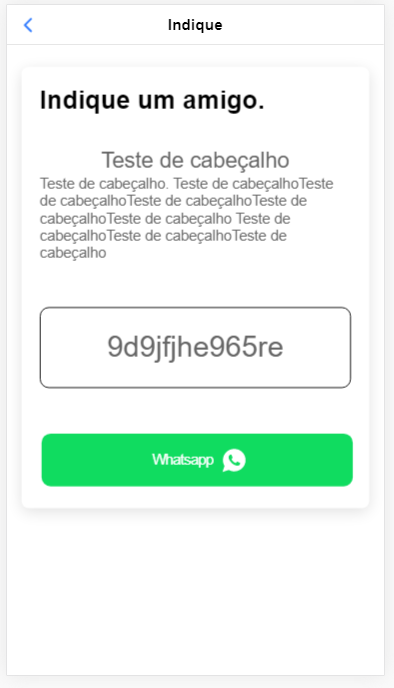 Indique
Indique um amigo.
Teste de cabeçalho
Teste de cabeçalho. Teste de cabeçalhoTeste
de cabeçalhoTeste de cabeçalhoTeste de
cabeçalhoTeste de cabeçalho Teste de
cabeçalhoTeste de cabeçalhoTeste de
cabeçalho
9d9jfjhe965re
Whatsapp